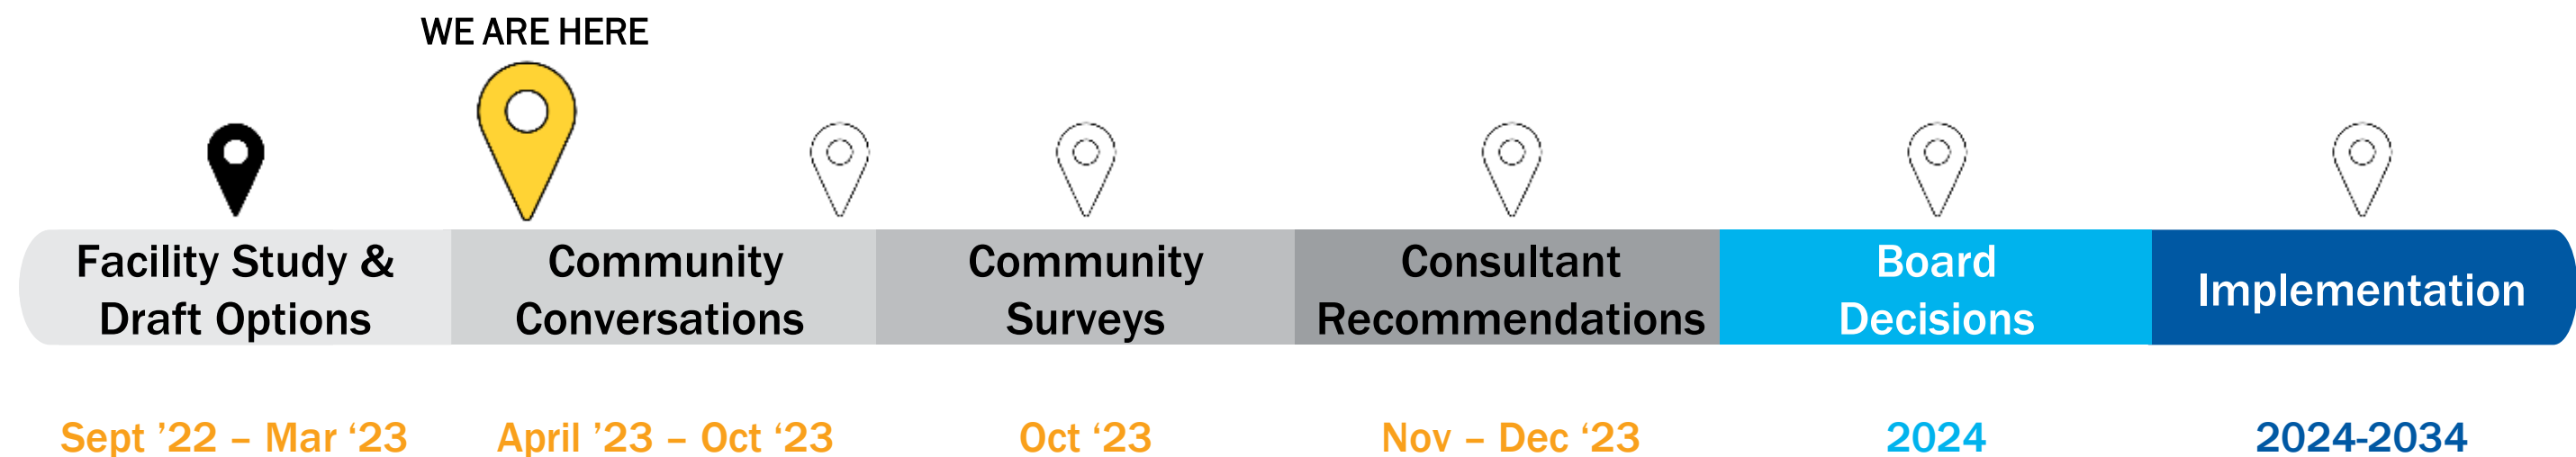 WE ARE HERE
Facility Study &
Draft Options
Community
Conversations
Community
Surveys
Consultant
Recommendations
Board
Decisions
Implementation
Sept ’22 – Mar ‘23
April ’23 – Oct ‘23
Oct ‘23
Nov – Dec ‘23
2024
2024-2034